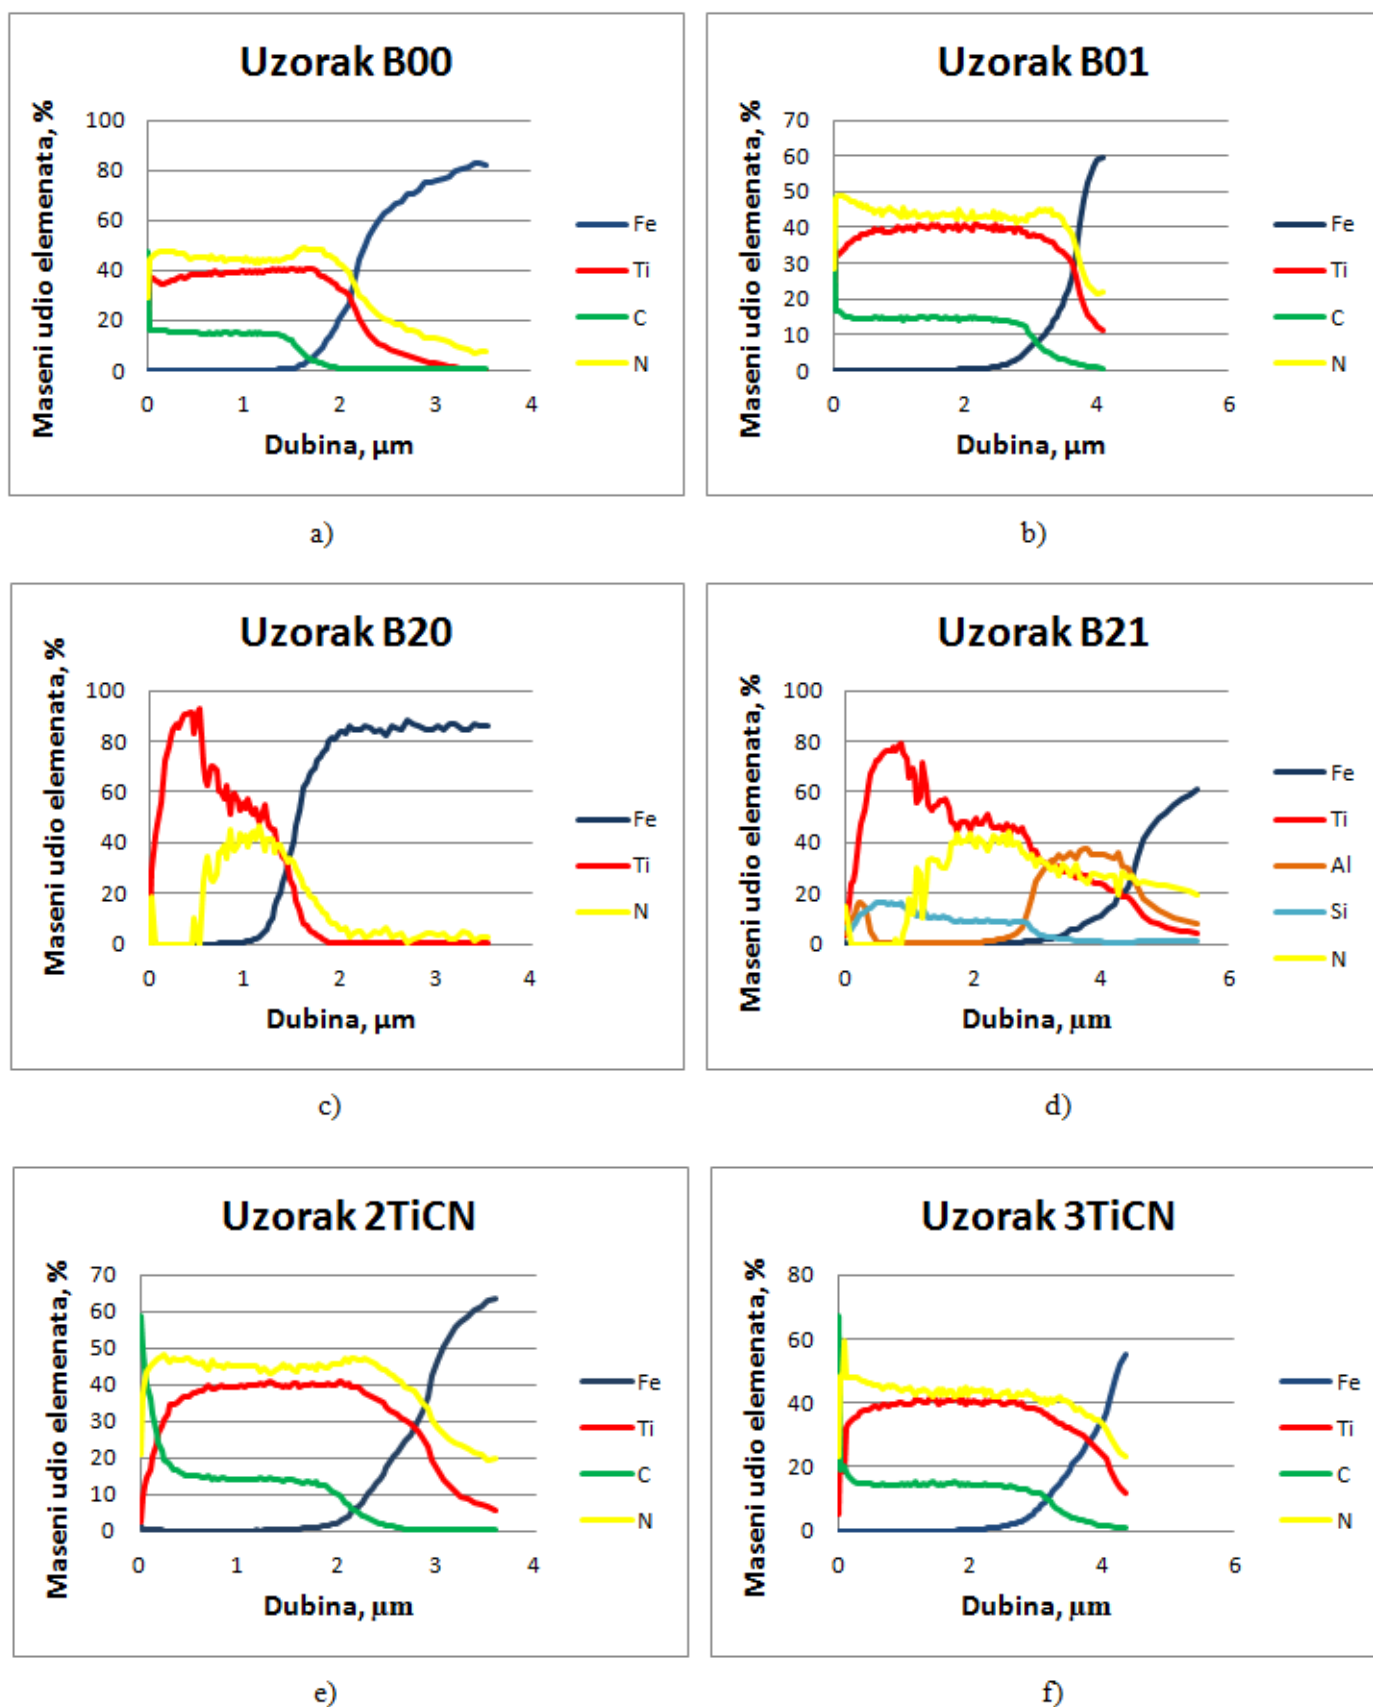 Uzorak B00
Maseni udio elemenata, %
100
80
60
40
20
0
0 1 2 3 4
Dubina, µm
Fe
Ti
C
N
a)
Uzorak B01
Maseni udio elemenata, %
70
60
50
40
30
20
10
0
0 2 4 6
Dubina, µm
Fe
Ti
C
N
b)
Uzorak B20
Maseni udio elemenata, %
100
80
60
40
20
0
0 1 2 3 4
Dubina, µm
Fe
Ti
N
c)
Uzorak B21
Maseni udio elemenata, %
100
80
60
40
20
0
0 2 4 6
Dubina, µm
Fe
Ti
Al
Si
N
d)
Uzorak 2TiCN
Maseni udio elemenata, %
70
60
50
40
30
20
10
0
0 1 2 3 4
Dubina, µm
Fe
Ti
C
N
e)
Uzorak 3TiCN
Maseni udio elemenata, %
80
60
40
20
0
0 2 4 6
Dubina, µm
Fe
Ti
C
N
f)